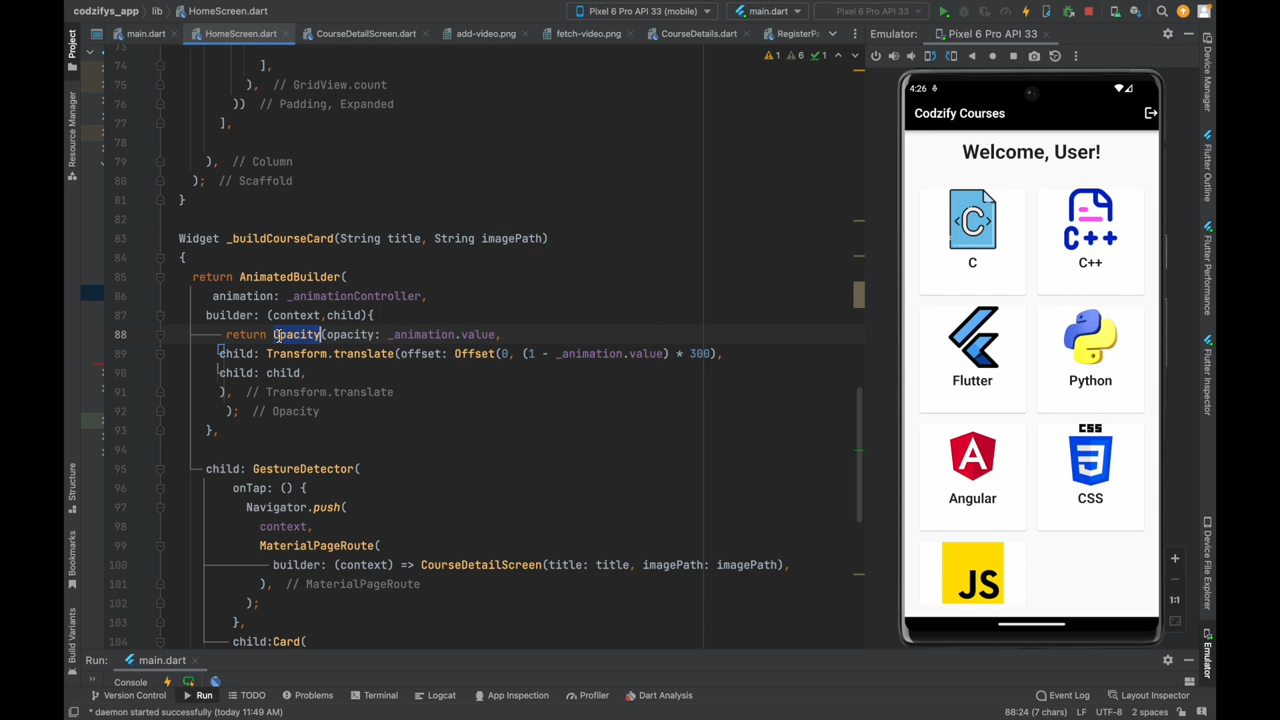 codzifys_app
lib
HomeScreen.dart
Pixel 6 Pro API 33 (mobile)
main.dart
Pixel 6 Pro API 33
main.dart
HomeScreen.dart
CourseDetailScreen.dart
add-video.png
fetch-video.png
CourseDetails.dart
RegisterP
Emulator:
Pixel 6 Pro API 33
1
6
1
74
],
75
), // GridView.count
76
)) // Padding, Expanded
77
],
78
79
), // Column
80
); // Scaffold
81
}
82
83
Widget _buildCourseCard(String title, String imagePath)
84
{
85
return AnimatedBuilder(
86
animation: _animationController,
87
builder: (context,child){
88
return Opacity(opacity: _animation.value,
89
child: Transform.translate(offset: Offset(0, (1 - _animation.value) * 300),
90
child: child,
91
), // Transform.translate
92
); // Opacity
93
},
94
95
child: GestureDetector(
96
onTap: () {
97
Navigator.push(
98
context,
99
MaterialPageRoute(
100
builder: (context) => CourseDetailScreen(title: title, imagePath: imagePath),
101
), // MaterialPageRoute
102
);
103
},
104
child:Card(
4:26
Codzify Courses
Welcome, User!
C
C
C++
C++
Flutter
Python
A
Angular
CSS
3
CSS
JS
1:1
Project
Resource Manager
Structure
Bookmarks
Build Variants
Device Manager
Flutter Outline
Flutter Performance
Flutter Inspector
Device File Explorer
Emulator
Run:
main.dart
Console
Version Control
Run
TODO
Problems
Terminal
Logcat
App Inspection
Profiler
Dart Analysis
Event Log
Layout Inspector
* daemon started successfully (today 11:49 AM)
88:24 (7 chars)
LF
UTF-8
2 spaces